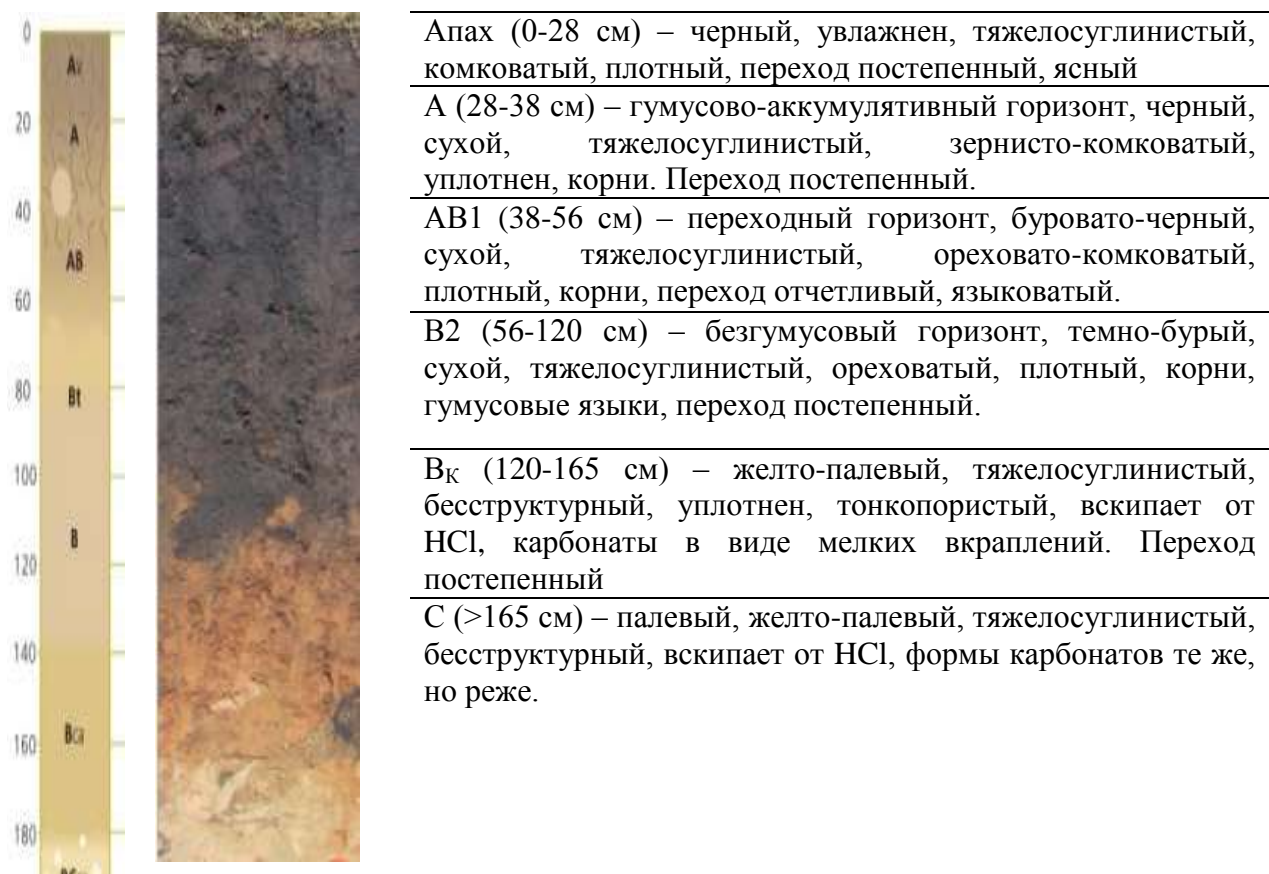 0
20
40
60
80
100
120
140
160
180
A
AB
Bt
B
Bca
Апах (0-28 см) – черный, увлажнен, тяжелосуглинистый,
комковатый, плотный, переход постепенный, ясный
А (28-38 см) – гумусово-аккумулятивный горизонт, черный,
сухой, тяжелосуглинистый, зернисто-комковатый,
уплотнен, корни. Переход постепенный.
АВ1 (38-56 см) – переходный горизонт, буровато-черный,
сухой, тяжелосуглинистый, ореховато-комковатый,
плотный, корни, переход отчетливый, языковатый.
В2 (56-120 см) – безгумусовый горизонт, темно-бурый,
сухой, тяжелосуглинистый, ореховатый, плотный, корни,
гумусовые языки, переход постепенный.
ВК (120-165 см) – желто-палевый, тяжелосуглинистый,
бесструктурный, уплотнен, тонкопористый, вскипает от
HCl, карбонаты в виде мелких вкраплений. Переход
постепенный
С (>165 см) – палевый, желто-палевый, тяжелосуглинистый,
бесструктурный, вскипает от HCl, формы карбонатов те же,
но реже.